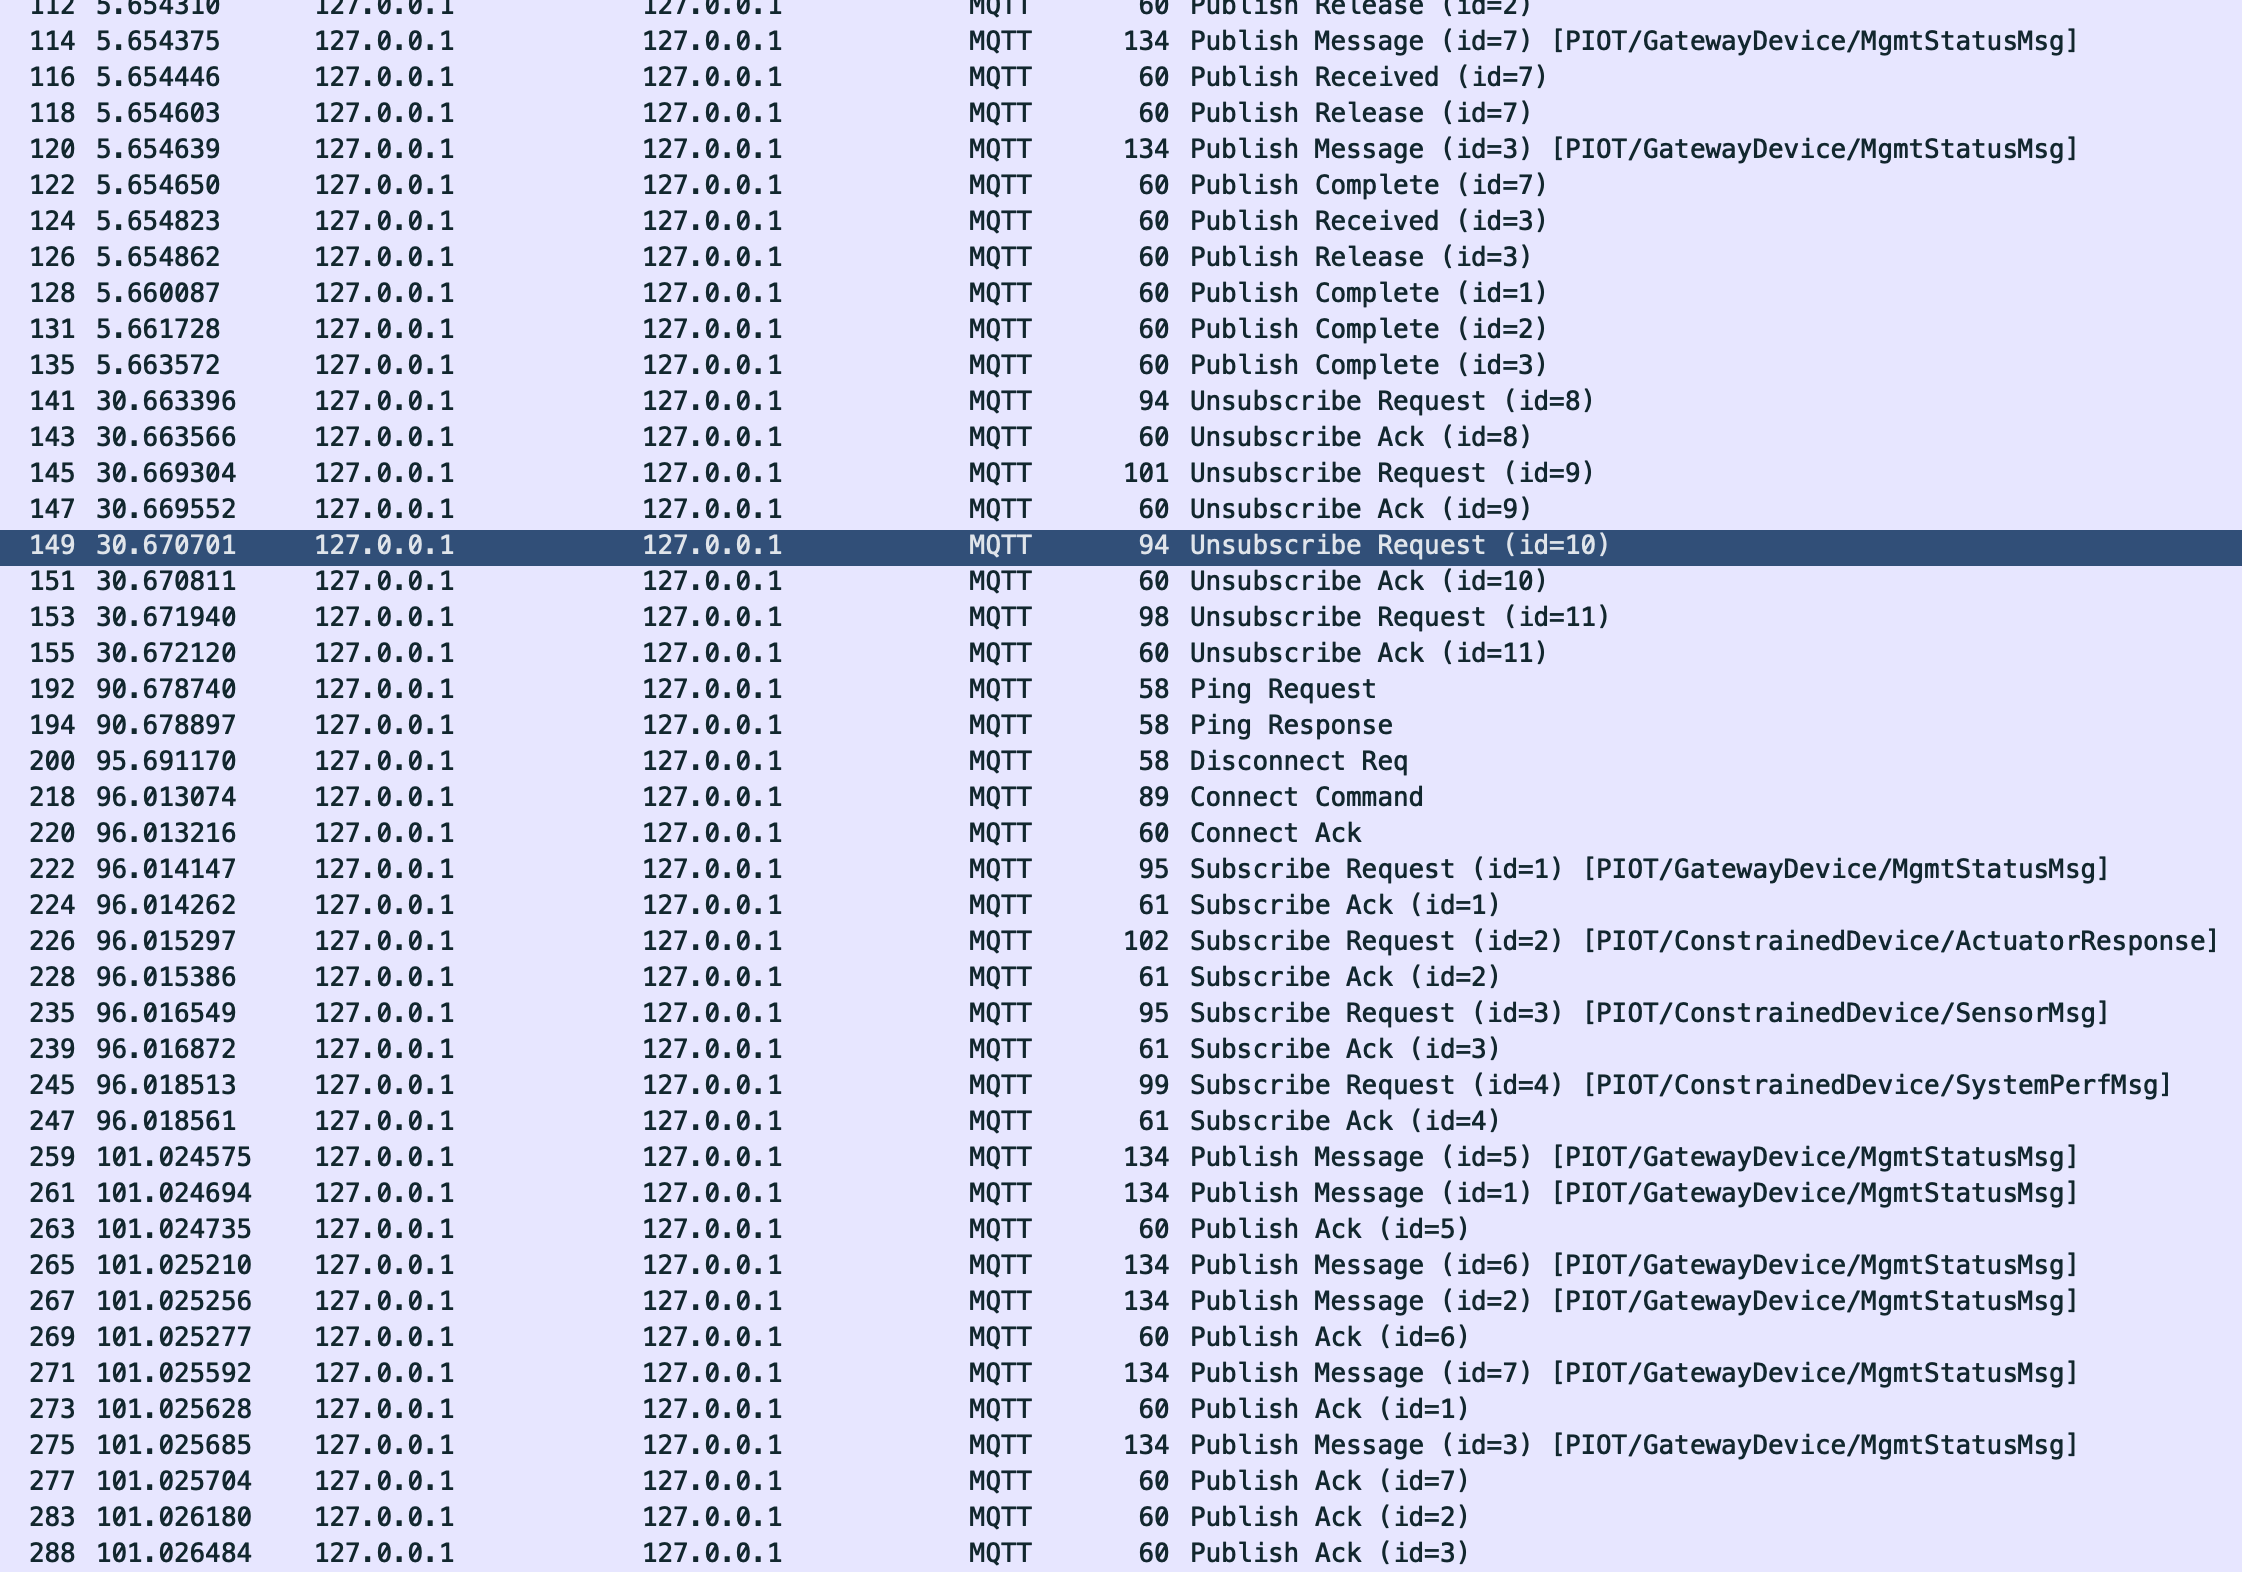 112 5.654310 127.0.0.1 127.0.0.1 MQTT 60 Publish Release (id=2)
114 5.654375 127.0.0.1 127.0.0.1 MQTT 134 Publish Message (id=7) [PIOT/GatewayDevice/MgmtStatusMsg]
116 5.654446 127.0.0.1 127.0.0.1 MQTT 60 Publish Received (id=7)
118 5.654603 127.0.0.1 127.0.0.1 MQTT 60 Publish Release (id=7)
120 5.654639 127.0.0.1 127.0.0.1 MQTT 134 Publish Message (id=3) [PIOT/GatewayDevice/MgmtStatusMsg]
122 5.654650 127.0.0.1 127.0.0.1 MQTT 60 Publish Complete (id=7)
124 5.654823 127.0.0.1 127.0.0.1 MQTT 60 Publish Received (id=3)
126 5.654862 127.0.0.1 127.0.0.1 MQTT 60 Publish Release (id=3)
128 5.660087 127.0.0.1 127.0.0.1 MQTT 60 Publish Complete (id=1)
131 5.661728 127.0.0.1 127.0.0.1 MQTT 60 Publish Complete (id=2)
135 5.663572 127.0.0.1 127.0.0.1 MQTT 60 Publish Complete (id=3)
141 30.663396 127.0.0.1 127.0.0.1 MQTT 94 Unsubscribe Request (id=8)
143 30.663566 127.0.0.1 127.0.0.1 MQTT 60 Unsubscribe Ack (id=8)
145 30.669304 127.0.0.1 127.0.0.1 MQTT 101 Unsubscribe Request (id=9)
147 30.669552 127.0.0.1 127.0.0.1 MQTT 60 Unsubscribe Ack (id=9)
149 30.670701 127.0.0.1 127.0.0.1 MQTT 94 Unsubscribe Request (id=10)
151 30.670811 127.0.0.1 127.0.0.1 MQTT 60 Unsubscribe Ack (id=10)
153 30.671940 127.0.0.1 127.0.0.1 MQTT 98 Unsubscribe Request (id=11)
155 30.672120 127.0.0.1 127.0.0.1 MQTT 60 Unsubscribe Ack (id=11)
192 90.678740 127.0.0.1 127.0.0.1 MQTT 58 Ping Request
194 90.678897 127.0.0.1 127.0.0.1 MQTT 58 Ping Response
200 95.691170 127.0.0.1 127.0.0.1 MQTT 58 Disconnect Req
218 96.013074 127.0.0.1 127.0.0.1 MQTT 89 Connect Command
220 96.013216 127.0.0.1 127.0.0.1 MQTT 60 Connect Ack
222 96.014147 127.0.0.1 127.0.0.1 MQTT 95 Subscribe Request (id=1) [PIOT/GatewayDevice/MgmtStatusMsg]
224 96.014262 127.0.0.1 127.0.0.1 MQTT 61 Subscribe Ack (id=1)
226 96.015297 127.0.0.1 127.0.0.1 MQTT 102 Subscribe Request (id=2) [PIOT/ConstrainedDevice/ActuatorResponse]
228 96.015386 127.0.0.1 127.0.0.1 MQTT 61 Subscribe Ack (id=2)
235 96.016549 127.0.0.1 127.0.0.1 MQTT 95 Subscribe Request (id=3) [PIOT/ConstrainedDevice/SensorMsg]
239 96.016872 127.0.0.1 127.0.0.1 MQTT 61 Subscribe Ack (id=3)
245 96.018513 127.0.0.1 127.0.0.1 MQTT 99 Subscribe Request (id=4) [PIOT/ConstrainedDevice/SystemPerfMsg]
247 96.018561 127.0.0.1 127.0.0.1 MQTT 61 Subscribe Ack (id=4)
259 101.024575 127.0.0.1 127.0.0.1 MQTT 134 Publish Message (id=5) [PIOT/GatewayDevice/MgmtStatusMsg]
261 101.024694 127.0.0.1 127.0.0.1 MQTT 134 Publish Message (id=1) [PIOT/GatewayDevice/MgmtStatusMsg]
263 101.024735 127.0.0.1 127.0.0.1 MQTT 60 Publish Ack (id=5)
265 101.025210 127.0.0.1 127.0.0.1 MQTT 134 Publish Message (id=6) [PIOT/GatewayDevice/MgmtStatusMsg]
267 101.025256 127.0.0.1 127.0.0.1 MQTT 134 Publish Message (id=2) [PIOT/GatewayDevice/MgmtStatusMsg]
269 101.025277 127.0.0.1 127.0.0.1 MQTT 60 Publish Ack (id=6)
271 101.025592 127.0.0.1 127.0.0.1 MQTT 134 Publish Message (id=7) [PIOT/GatewayDevice/MgmtStatusMsg]
273 101.025628 127.0.0.1 127.0.0.1 MQTT 60 Publish Ack (id=1)
275 101.025685 127.0.0.1 127.0.0.1 MQTT 134 Publish Message (id=3) [PIOT/GatewayDevice/MgmtStatusMsg]
277 101.025704 127.0.0.1 127.0.0.1 MQTT 60 Publish Ack (id=7)
283 101.026180 127.0.0.1 127.0.0.1 MQTT 60 Publish Ack (id=2)
288 101.026484 127.0.0.1 127.0.0.1 MQTT 60 Publish Ack (id=3)